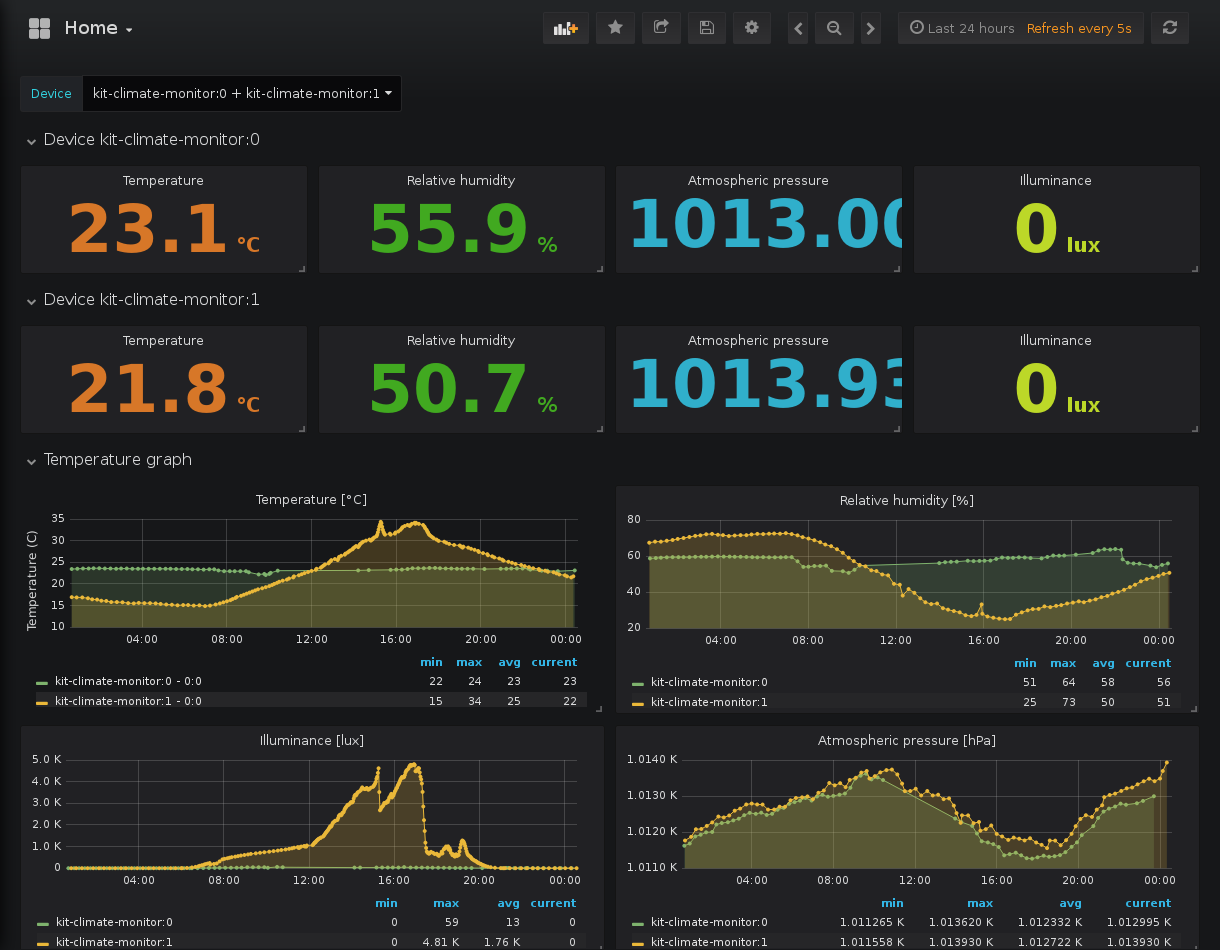 Home
Last 24 hours Refresh every 5s
Device kit-climate-monitor:0 + kit-climate-monitor:1
Device kit-climate-monitor:0
Temperature Relative humidity Atmospheric pressure Illuminance
23.1 °C 55.9 % 1013.00 0 lux
Device kit-climate-monitor:1
Temperature Relative humidity Atmospheric pressure Illuminance
21.8 °C 50.7 % 1013.93 0 lux
Temperature graph
Temperature [°C]
Temperature (C)
35
30
25
20
15
10
04:00 08:00 12:00 16:00 20:00 00:00
min max avg current
kit-climate-monitor:0 - 0:0 22 24 23 23
kit-climate-monitor:1 - 0:0 15 34 25 22
Relative humidity [%]
80
60
40
20
04:00 08:00 12:00 16:00 20:00 00:00
min max avg current
kit-climate-monitor:0 51 64 58 56
kit-climate-monitor:1 25 73 50 51
Illuminance [lux]
5.0 K
4.0 K
3.0 K
2.0 K
1.0 K
0
04:00 08:00 12:00 16:00 20:00 00:00
min max avg current
kit-climate-monitor:0 0 59 13 0
kit-climate-monitor:1 0 4.81 K 1.76 K 0
Atmospheric pressure [hPa]
1.0140 K
1.0130 K
1.0120 K
1.0110 K
04:00 08:00 12:00 16:00 20:00 00:00
min max avg current
kit-climate-monitor:0 1.011265 K 1.013620 K 1.012332 K 1.012995 K
kit-climate-monitor:1 1.011558 K 1.013930 K 1.012722 K 1.013930 K